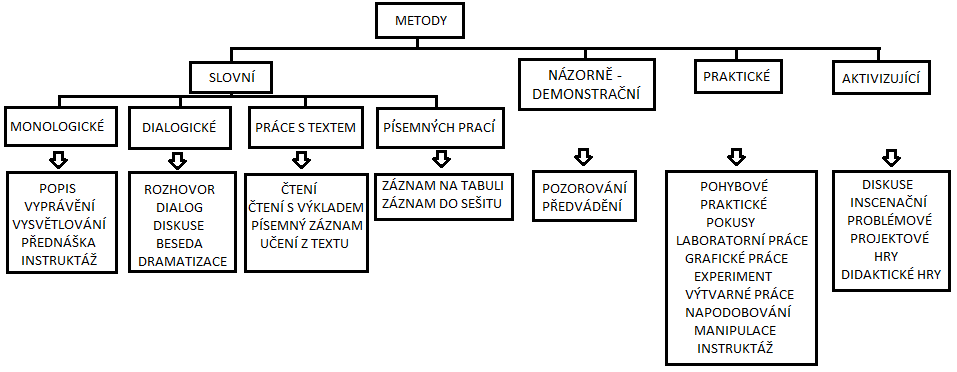 METODY
SLOVNÍ
NÁZORNĚ -
DEMONSTRAČNÍ
PRAKTICKÉ
AKTIVIZUJÍCÍ
MONOLOGICKÉ
DIALOGICKÉ
PRÁCE S TEXTEM
PÍSEMNÝCH PRACÍ
POPIS
VYPRÁVĚNÍ
VYSVĚTLOVÁNÍ
PŘEDNÁŠKA
INSTRUKTÁŽ
ROZHOVOR
DIALOG
DISKUSE
BESEDA
DRAMATIZACE
ČTENÍ
ČTENÍ S VÝKLADEM
PÍSEMNÝ ZÁZNAM
UČENÍ Z TEXTU
ZÁZNAM NA TABULI
ZÁZNAM DO SEŠITU
POZOROVÁNÍ
PŘEDVÁDĚNÍ
POHYBOVÉ
PRAKTICKÉ
POKUSY
LABORATORNÍ PRÁCE
GRAFICKÉ PRÁCE
EXPERIMENT
VÝTVARNÉ PRÁCE
NAPODOBOVÁNÍ
MANIPULACE
INSTRUKTÁŽ
DISKUSE
INSCENAČNÍ
PROBLÉMOVÉ
PROJEKTOVÉ
HRY
DIDAKTICKÉ HRY